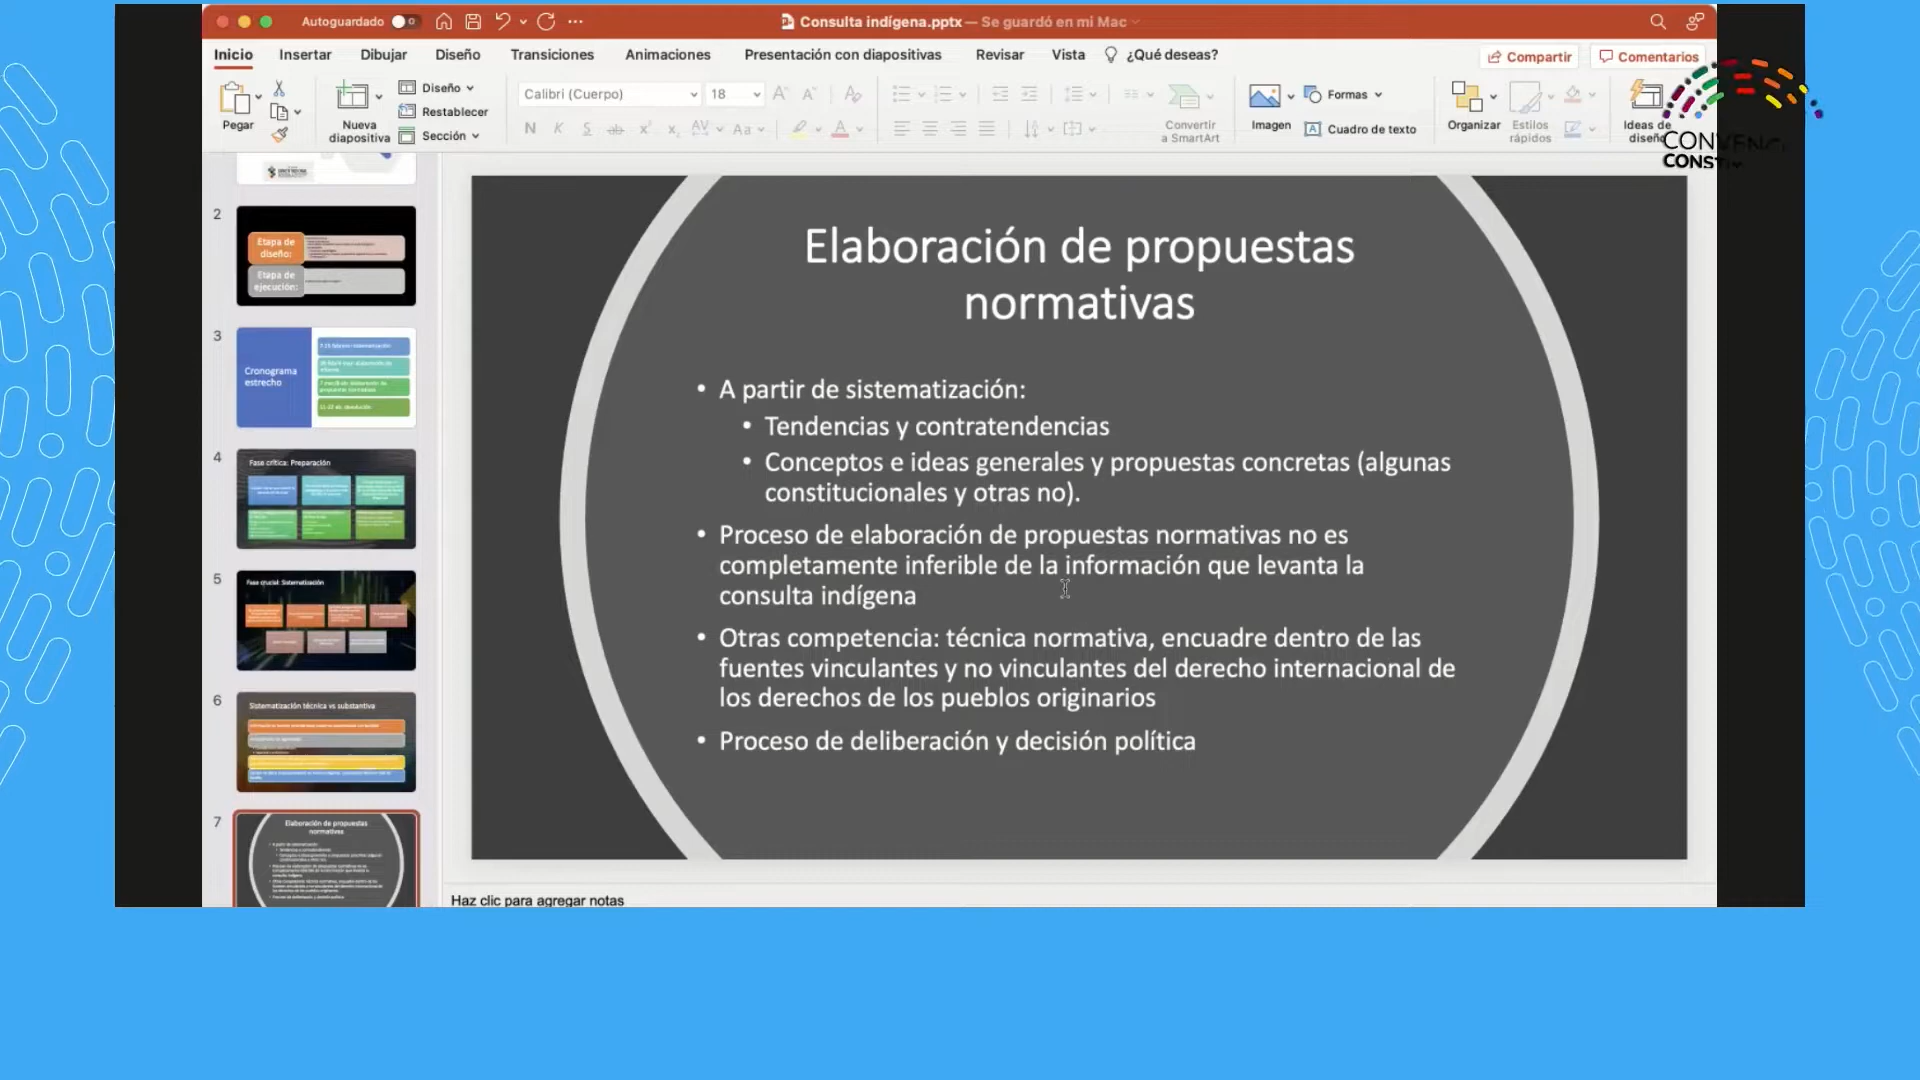 Autoguardado
Consulta indígena.pptx — Se guardó en mi Mac
Inicio Insertar Dibujar Diseño Transiciones Animaciones Presentación con diapositivas Revisar Vista ¿Qué deseas? Compartir Comentarios
Pegar
Nueva diapositiva
Diseño
Restablecer
Sección
Calibri (Cuerpo) 18
N K S ab x² x₂ AV Aa A
Convertir a SmartArt
Imagen
Formas
Cuadro de texto
Organizar
Estilos rápidos
Ideas de
CONVENC
CONST
2
Etapa de diseño:
Etapa de ejecución:
3
Cronograma estrecho
4
Fase crítica: Preparación
5
Fase crucial: Sistematización
6
Sistematización técnica vs substantiva
7
Elaboración de propuestas
normativas
Elaboración de propuestas
normativas
• A partir de sistematización:
• Tendencias y contratendencias
• Conceptos e ideas generales y propuestas concretas (algunas
constitucionales y otras no).
• Proceso de elaboración de propuestas normativas no es
completamente inferible de la información que levanta la
consulta indígena
• Otras competencia: técnica normativa, encuadre dentro de las
fuentes vinculantes y no vinculantes del derecho internacional de
los derechos de los pueblos originarios
• Proceso de deliberación y decisión política
Haz clic para agregar notas